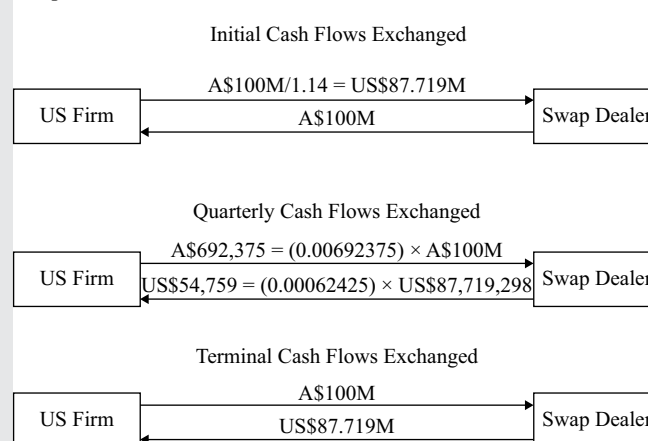 Initial Cash Flows Exchanged
A$100M/1.14 = US$87.719M
US Firm
Swap Dealer
A$100M
Quarterly Cash Flows Exchanged
A$692,375 = (0.00692375) × A$100M
US Firm
Swap Dealer
US$54,759 = (0.00062425) × US$87,719,298
Terminal Cash Flows Exchanged
A$100M
US Firm
Swap Dealer
US$87.719M